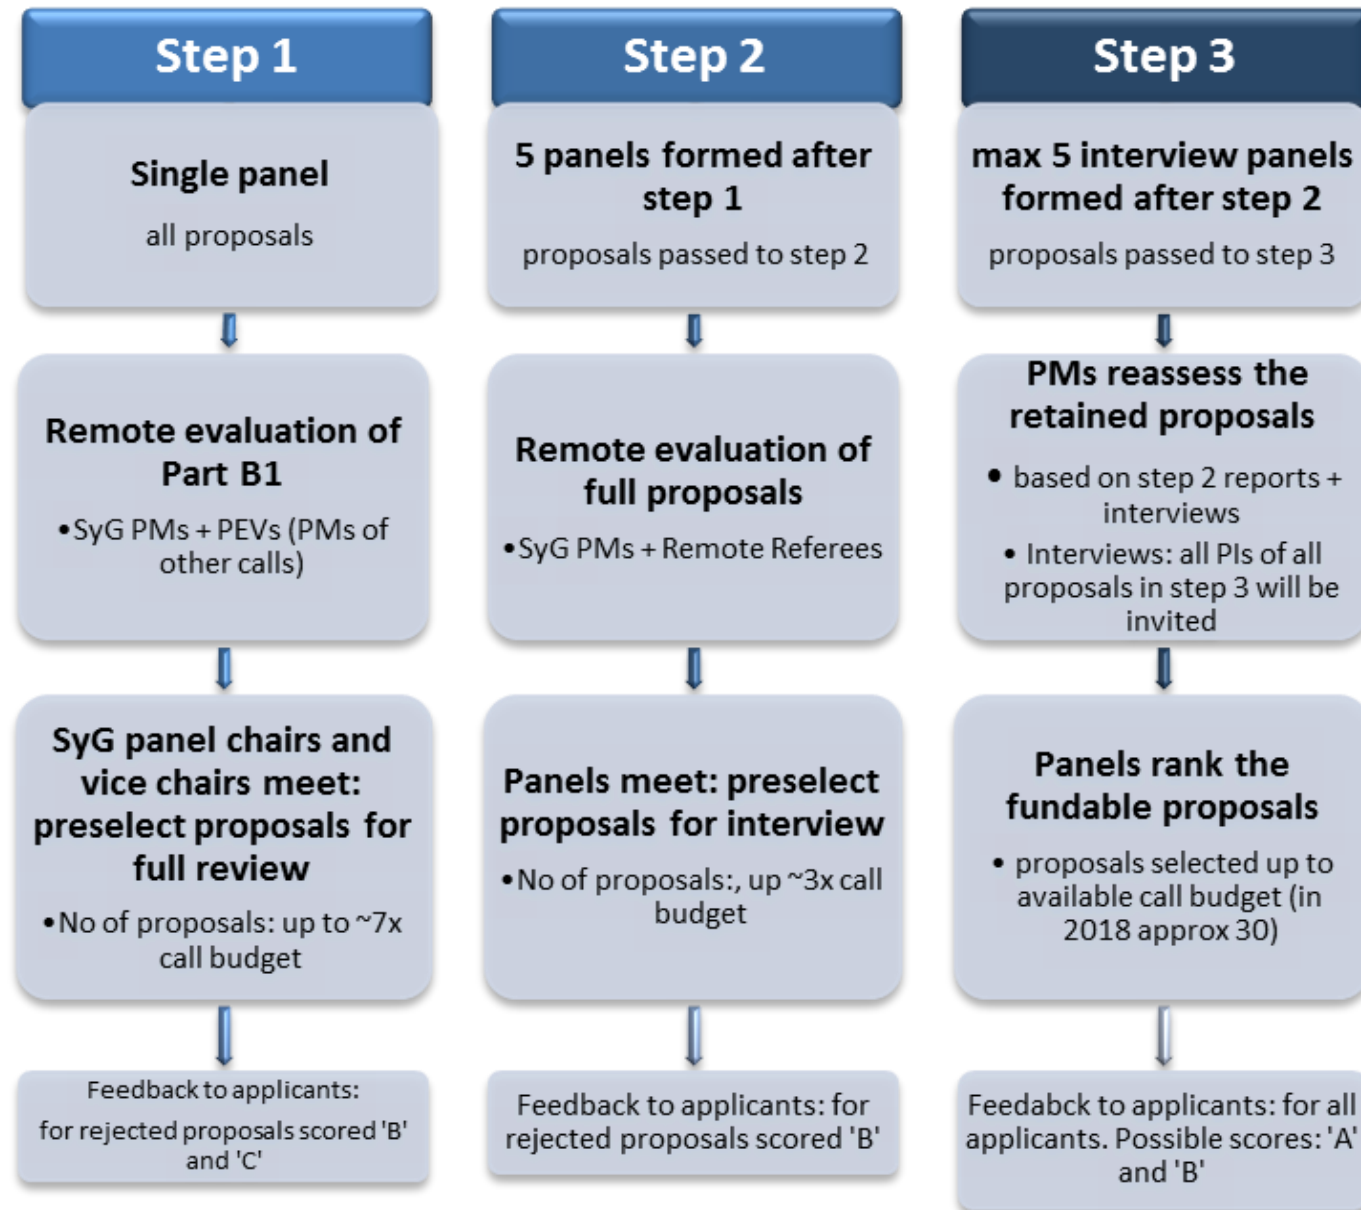 Step 1
Single panel
all proposals
Remote evaluation of
Part B1
•SyG PMs + PEVs (PMs of
other calls)
SyG panel chairs and
vice chairs meet:
preselect proposals for
full review
•No of proposals: up to ~7x
call budget
Feedback to applicants:
for rejected proposals scored 'B'
and 'C'
Step 2
5 panels formed after
step 1
proposals passed to step 2
Remote evaluation of
full proposals
•SyG PMs + Remote Referees
Panels meet: preselect
proposals for interview
•No of proposals:, up ~3x call
budget
Feedback to applicants: for
rejected proposals scored 'B'
Step 3
max 5 interview panels
formed after step 2
proposals passed to step 3
PMs reassess the
retained proposals
• based on step 2 reports +
interviews
• Interviews: all PIs of all
proposals in step 3 will be
invited
Panels rank the
fundable proposals
• proposals selected up to
available call budget (in
2018 approx 30)
Feedabck to applicants: for all
applicants. Possible scores: 'A'
and 'B'